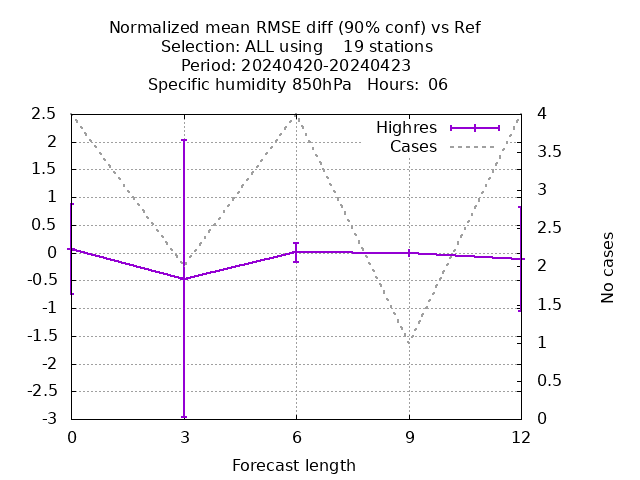 Normalized mean RMSE diff (90% conf) vs Ref
Selection: ALL using    19 stations
Period: 20240420-20240423
Specific humidity 850hPa   Hours:  06
Highres
Cases
2.5
2
1.5
1
0.5
0
-0.5
-1
-1.5
-2
-2.5
-3
4
3.5
3
2.5
2
1.5
1
0.5
0
No cases
0 3 6 9 12
Forecast length